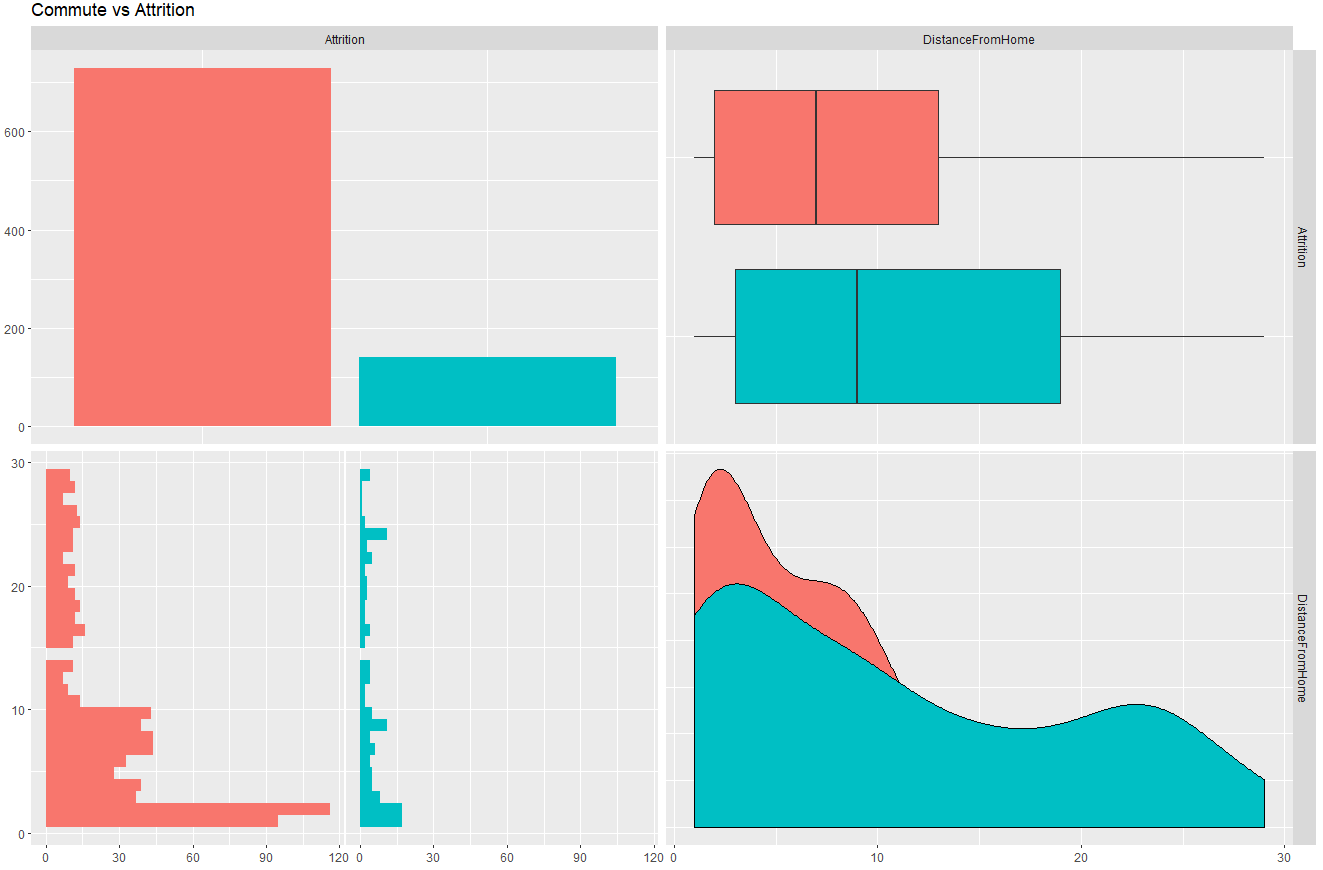 Commute vs Attrition
Attrition
DistanceFromHome
600
400
200
0
Attrition
30
20
10
0
DistanceFromHome
0 30 60 90 120 0 30 60 90 120 0 10 20 30